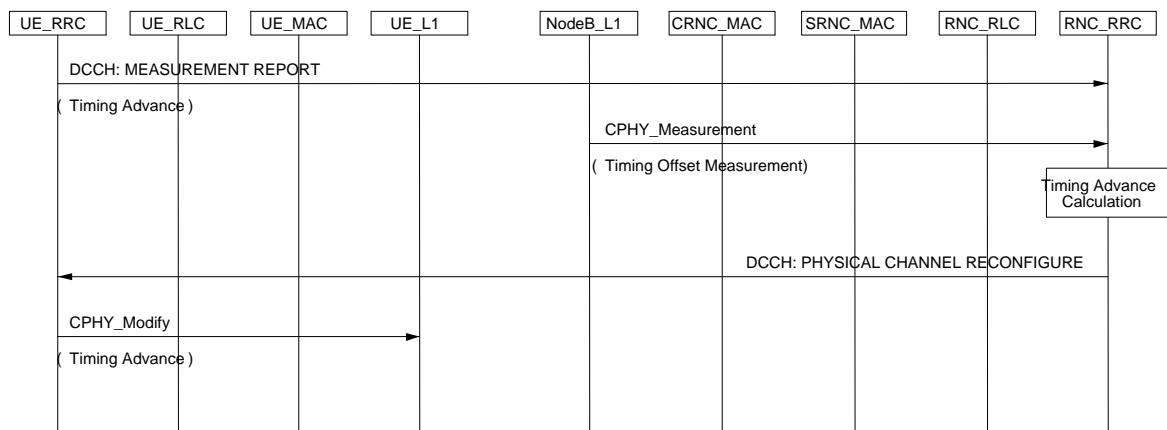 UE_RRC UE_RLC UE_MAC UE_L1 NodeB_L1 CRNC_MAC SRNC_MAC RNC_RLC RNC_RRC
DCCH: MEASUREMENT REPORT
( Timing Advance )
CPHY_Measurement
( Timing Offset Measurement)
Timing Advance
Calculation
DCCH: PHYSICAL CHANNEL RECONFIGURE
CPHY_Modify
( Timing Advance )